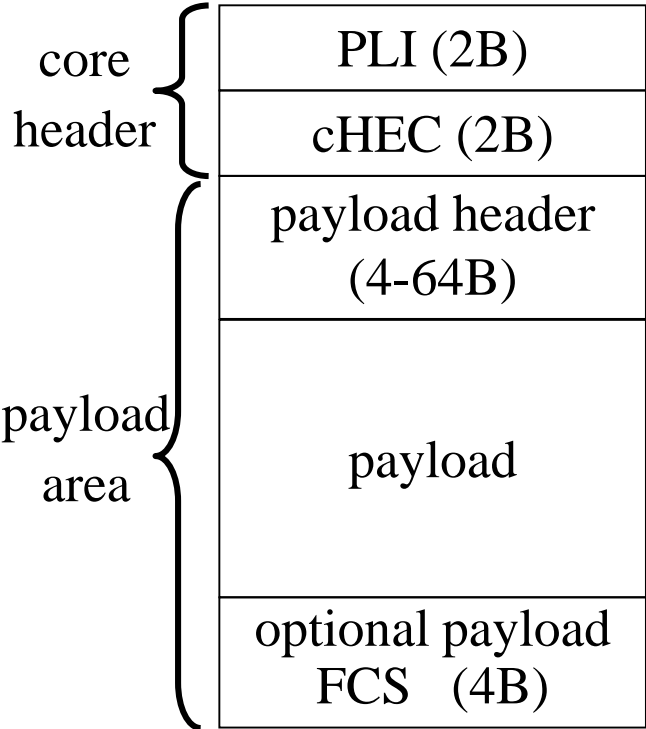 core
header
PLI (2B)
cHEC (2B)
payload
area
payload header
(4-64B)
payload
optional payload
FCS (4B)